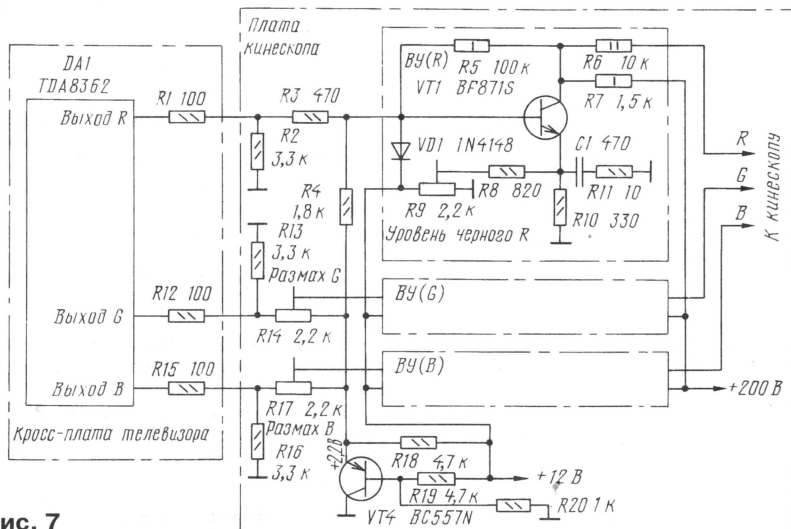 Плата
кинескопа
DA1
TDA8362
Выход R
R1 100
R3 470
R2
3,3 к
R4
1,8 к
ВУ(R)
VT1
R5 100 к
BF871S
R6 10 к
R7 1,5 к
VD1 1N4148
C1 470
R8 820
R11 10
R9 2,2 к
R10 330
Уровень черного R
R
G
B
К кинескопу
R13
3,3 к
Размах G
R12 100
Выход G
R14 2,2 к
ВУ(G)
R15 100
Выход B
R17 2,2 к
Размах B
ВУ(B)
+200 В
Кросс-плата телевизора
R16
3,3 к
+2,2В
R18 4,7 к
R19 4,7 к
+12 В
R20 1 к
VT4 BC557N
ис. 7